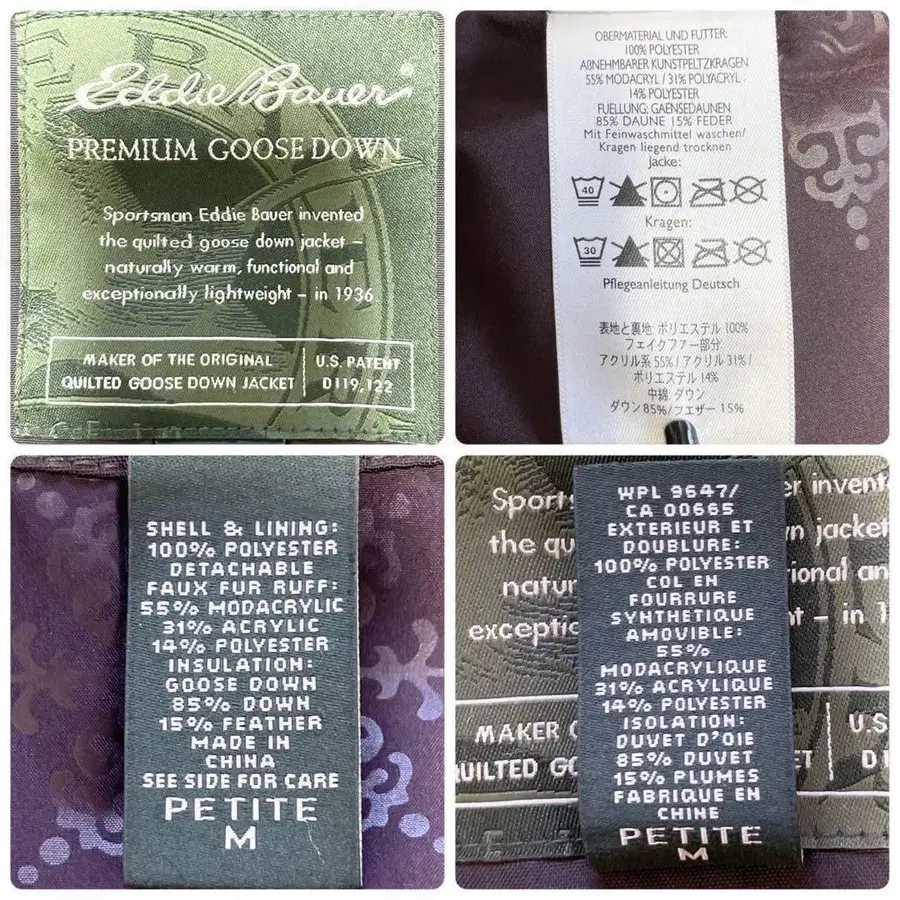 Eddie Bauer
PREMIUM GOOSE DOWN
Sportsman Eddie Bauer invented
the quilted goose down jacket –
naturally warm, functional and
exceptionally lightweight – in 1936
MAKER OF THE ORIGINAL
QUILTED GOOSE DOWN JACKET
U.S. PATENT
D119,122
OBERMATERIAL UND FUTTER:
100% POLYESTER
AßNEHMBARER KUNSTPELTZKRAGEN
55% MODACRYL / 31% POLYACRYL :
14% POLYESTER
FUELLUNG: GAENSEDAUNEN
85% DAUNE 15% FEDER
Mit Feinwaschmittel waschen/
Kragen liegend trocknen
Jacke:
40
Kragen:
30
Pflegeanleitung Deutsch
表地と裏地: ポリエステル 100%
フェイクファー部分
アクリル系 55% / アクリル 31% /
ポリエステル 14%
中綿: ダウン
ダウン 85% / フェザー 15%
SHELL & LINING:
100% POLYESTER
DETACHABLE
FAUX FUR RUFF:
55% MODACRYLIC
31% ACRYLIC
14% POLYESTER
INSULATION:
GOOSE DOWN
85% DOWN
15% FEATHER
MADE IN
CHINA
SEE SIDE FOR CARE
PETITE
M
WPL 9647/
CA 00665
EXTERIEUR ET
DOUBLURE:
100% POLYESTER
COL EN
FOURRURE
SYNTHETIQUE
AMOVIBLE:
55%
MODACRYLIQUE
31% ACRYLIQUE
14% POLYESTER
ISOLATION:
DUVET D'OIE
85% DUVET
15% PLUMES
FABRIQUE EN
CHINE
PETITE
M